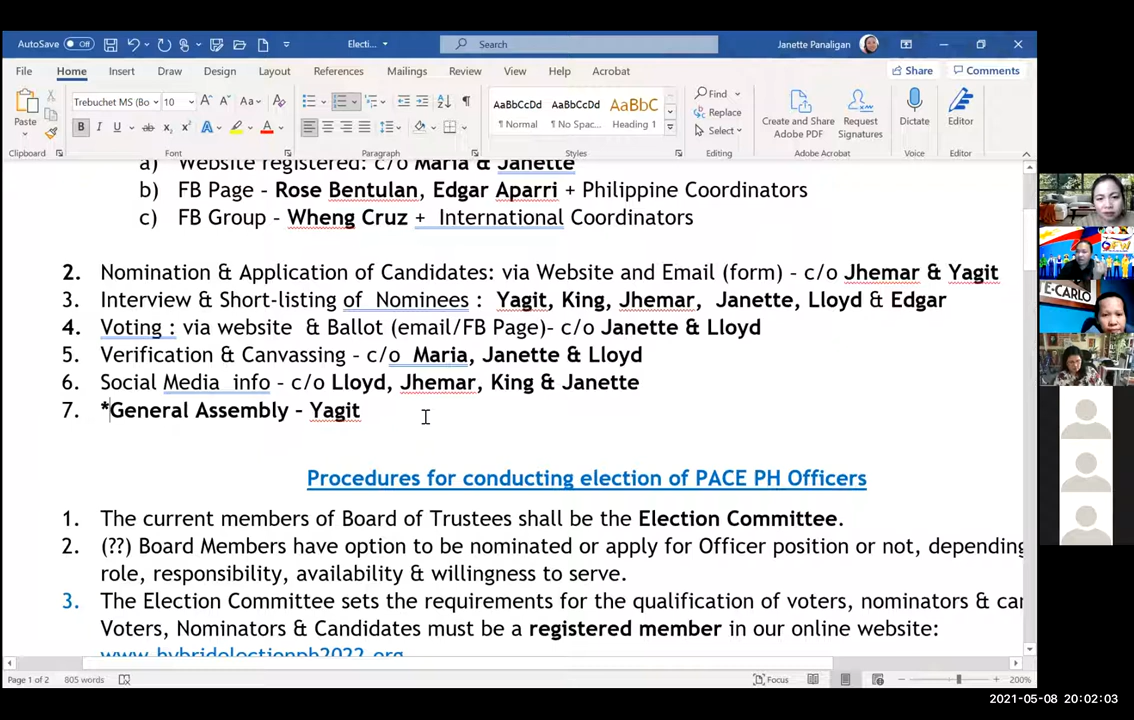 AutoSave Off Electi... Search Janette Panaligan
File Home Insert Draw Design Layout References Mailings Review View Help Acrobat Share Comments
Paste Trebuchet MS (Bo 10 Aa AaBbCcDd AaBbCcDd AaBbC Find Replace Select Create and Share Adobe PDF Request Signatures Dictate Editor
B I U ab x₂ x² A A Normal No Spac... Heading 1
Clipboard Font Paragraph Styles Editing Adobe Acrobat Voice Editor
a) Website registered: c/o Maria & Janette
b) FB Page - Rose Bentulan, Edgar Aparri + Philippine Coordinators
c) FB Group - Wheng Cruz + International Coordinators
2. Nomination & Application of Candidates: via Website and Email (form) - c/o Jhemar & Yagit
3. Interview & Short-listing of Nominees : Yagit, King, Jhemar, Janette, Lloyd & Edgar
4. Voting : via website & Ballot (email/FB Page)- c/o Janette & Lloyd
5. Verification & Canvassing - c/o Maria, Janette & Lloyd
6. Social Media info - c/o Lloyd, Jhemar, King & Janette
7. *General Assembly - Yagit
Procedures for conducting election of PACE PH Officers
1. The current members of Board of Trustees shall be the Election Committee.
2. (??) Board Members have option to be nominated or apply for Officer position or not, depending
role, responsibility, availability & willingness to serve.
3. The Election Committee sets the requirements for the qualification of voters, nominators & can
Voters, Nominators & Candidates must be a registered member in our online website:
www.hybridelectionph2022.org
Page 1 of 2 805 words Focus 200%
E-CARLO
OFW
2021-05-08 20:02:03